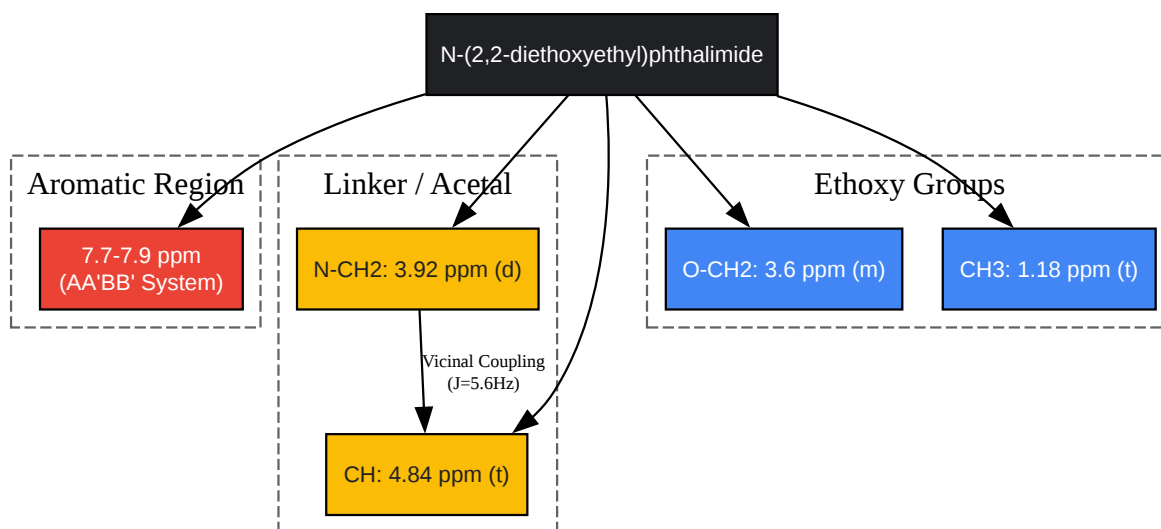 N-(2,2-diethoxyethyl)phthalimide
Aromatic Region
Linker / Acetal
Ethoxy Groups
7.7-7.9 ppm
(AA'BB' System)
N-CH2: 3.92 ppm (d)
O-CH2: 3.6 ppm (m)
CH3: 1.18 ppm (t)
Vicinal Coupling
(J=5.6Hz)
CH: 4.84 ppm (t)